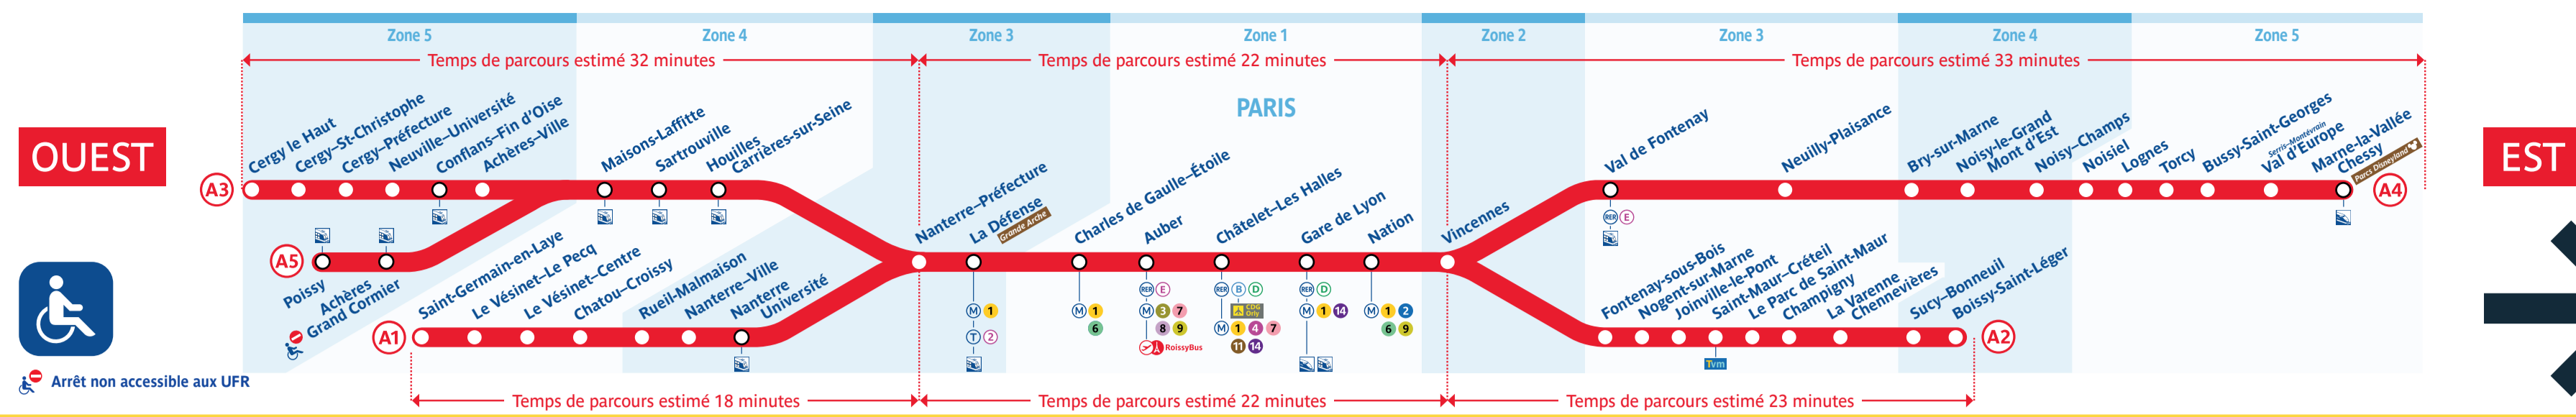 Zone 5
Zone 4
Zone 3
Zone 1
Zone 2
Zone 3
Zone 4
Zone 5
Temps de parcours estimé 32 minutes
Temps de parcours estimé 22 minutes
Temps de parcours estimé 33 minutes
PARIS
OUEST
EST
A3
Cergy le Haut
Cergy–St-Christophe
Cergy–Préfecture
Neuville–Université
Conflans–Fin d'Oise
Achères–Ville
Maisons-Laffitte
Sartrouville
Houilles
Carrières-sur-Seine
A5
Poissy
Achères
Grand Cormier
A1
Saint-Germain-en-Laye
Le Vésinet–Le Pecq
Le Vésinet–Centre
Chatou–Croissy
Rueil-Malmaison
Nanterre–Ville
Nanterre
Université
Nanterre–Préfecture
La Défense
Grande Arche
M 1
T 2
Charles de Gaulle–Étoile
M 1
6
Auber
RER E
M 3 7
8 9
RoissyBus
Châtelet–Les Halles
RER B D
CDG
Orly
M 1 4 7
11 14
Gare de Lyon
RER D
M 1 14
Nation
M 1 2
6 9
Vincennes
Val de Fontenay
RER E
Neuilly-Plaisance
Bry-sur-Marne
Noisy-le-Grand
Mont d'Est
Noisy–Champs
Noisiel
Lognes
Torcy
Bussy-Saint-Georges
Serris–Montévrain
Val d'Europe
Marne-la-Vallée
Chessy
Parcs Disneyland
A4
Fontenay-sous-Bois
Nogent-sur-Marne
Joinville-le-Pont
Saint-Maur–Créteil
Tvm
Le Parc de Saint-Maur
Champigny
La Varenne
Chennevières
Sucy–Bonneuil
Boissy-Saint-Léger
A2
Arrêt non accessible aux UFR
Temps de parcours estimé 18 minutes
Temps de parcours estimé 22 minutes
Temps de parcours estimé 23 minutes